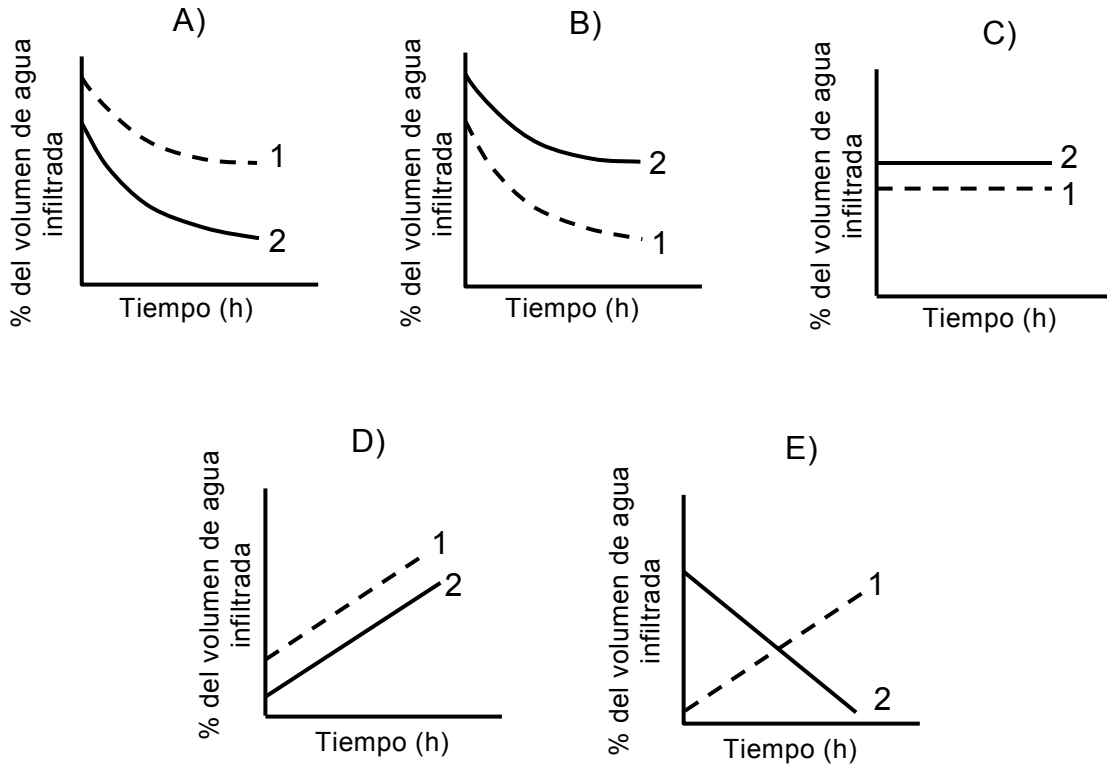 A)
% del volumen de agua
infiltrada
1
2
Tiempo (h)
B)
% del volumen de agua
infiltrada
2
1
Tiempo (h)
C)
% del volumen de agua
infiltrada
2
1
Tiempo (h)
D)
% del volumen de agua
infiltrada
1
2
Tiempo (h)
E)
% del volumen de agua
infiltrada
1
2
Tiempo (h)